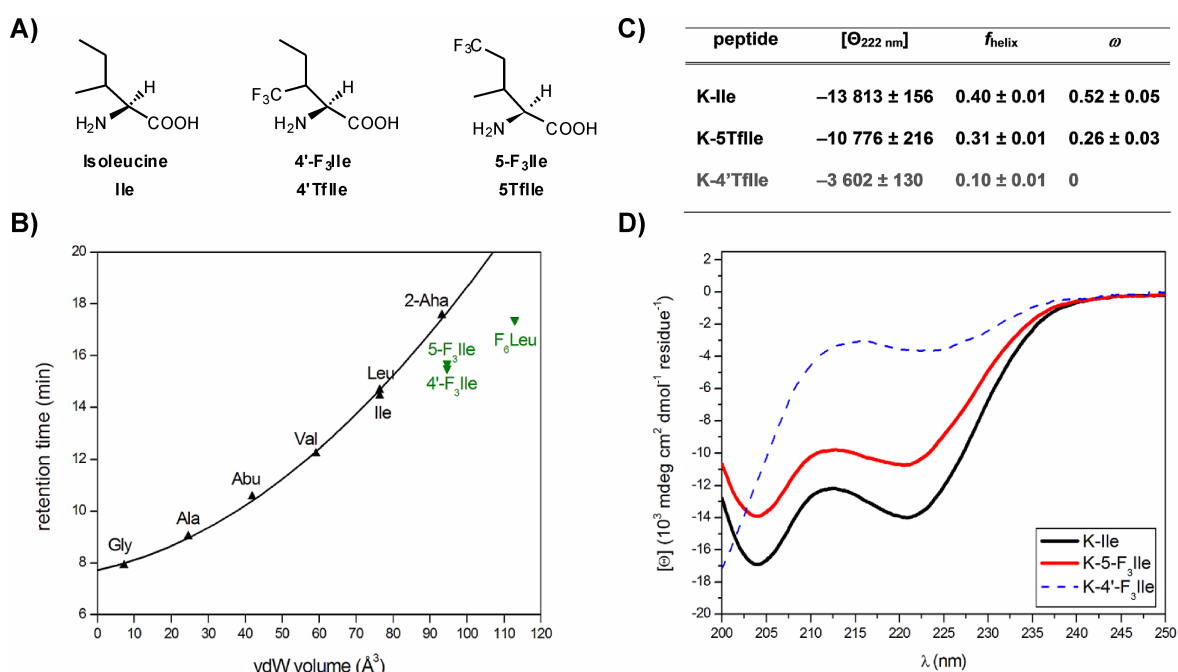 A)
H
H2N
COOH
Isoleucine
Ile
F3C
H
H2N
COOH
4'-F3Ile
4'TfIle
F3C
H
H2N
COOH
5-F3Ile
5TfIle
B)
retention time (min)
20
18
16
14
12
10
8
6
0 10 20 30 40 50 60 70 80 90 100 110 120
vdW volume (Å3)
Gly
Ala
Abu
Val
Leu
Ile
2-Aha
5-F3Ile
4'-F3Ile
F6Leu
C)
peptide [Θ222 nm] fhelix ω
K-Ile –13 813 ± 156 0.40 ± 0.01 0.52 ± 0.05
K-5TfIle –10 776 ± 216 0.31 ± 0.01 0.26 ± 0.03
K-4’TfIle –3 602 ± 130 0.10 ± 0.01 0
D)
[Θ] (103 mdeg cm2 dmol-1 residue-1)
2
0
-2
-4
-6
-8
-10
-12
-14
-16
-18
-20
200 205 210 215 220 225 230 235 240 245 250
λ (nm)
K-Ile
K-5-F3Ile
K-4'-F3Ile